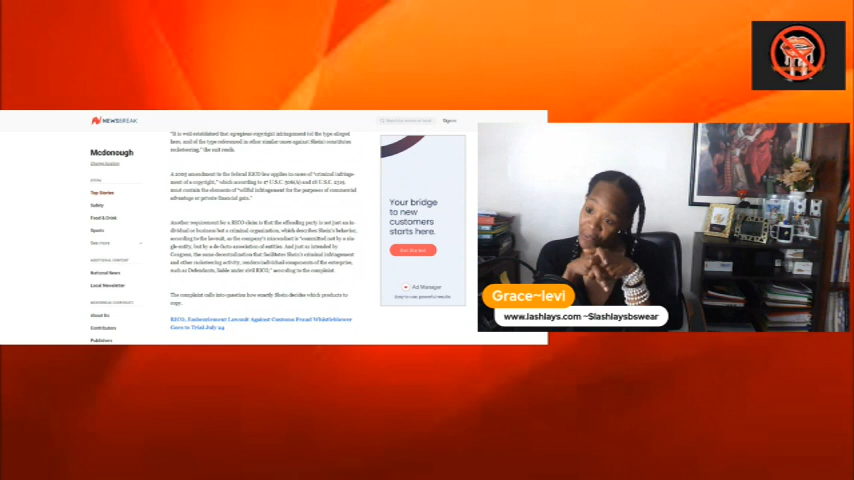 NEWSBREAK
Sign in
Mcdonough
LOCAL
Top Stories
Safety
Food & Drink
Sports
See more
ADDITIONAL CONTENT
National News
Local Newsletter
NEWSBREAK COMPANY
About Us
Contributors
Publishers
"It is well established that egregious copyright infringement (of the type alleged
here, and of the type referenced in other similar cases against Shein) constitutes
racketeering," the suit reads.
A 2005 amendment to the federal RICO law applies in cases of "criminal infringe-
ment of a copyright," which according to 17 U.S.C. 506(a) and 18 U.S.C. 2319,
must contain the elements of "willful infringement for the purposes of commercial
advantage or private financial gain."
Another requirement for a RICO claim is that the offending party is not just an in-
dividual or business but a criminal organization, which describes Shein's behavior,
according to the lawsuit, as the company's misconduct is "committed not by a sin-
gle entity, but by a de-facto association of entities. And just as intended by
Congress, the same decentralization that facilitates Shein's criminal infringement
and other racketeering activity, renders individual components of the enterprise,
such as Defendants, liable under civil RICO," according to the complaint.
The complaint calls into question how exactly Shein decides which products to
copy.
RICO, Embezzlement Lawsuit Against Customs Fraud Whistleblower
Goes to Trial July 24
Your bridge
to new
customers
starts here.
Get Started
Ad Manager
Easy to use powerful results
Grace~levi
www.lashlays.com ~$lashlaysbswear